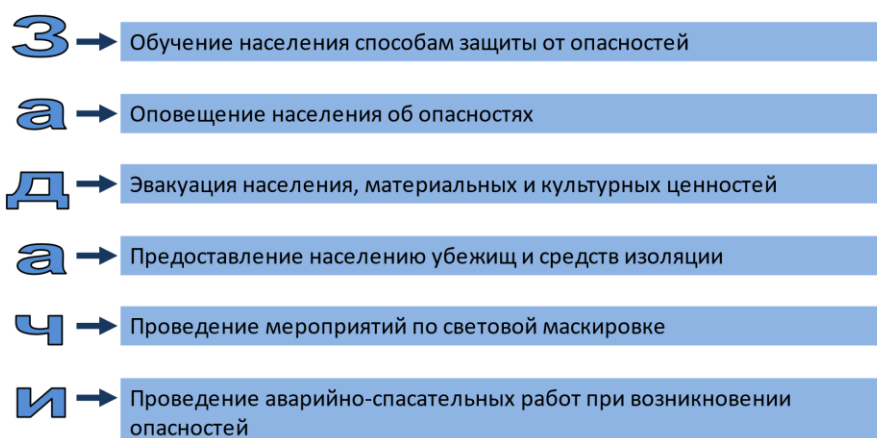 З Обучение населения способам защиты от опасностей
а Оповещение населения об опасностях
д Эвакуация населения, материальных и культурных ценностей
а Предоставление населению убежищ и средств изоляции
ч Проведение мероприятий по световой маскировке
и Проведение аварийно-спасательных работ при возникновении
опасностей